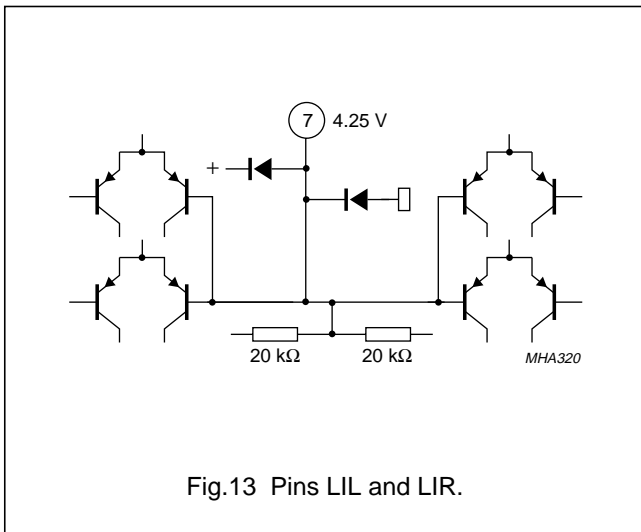 7 4.25 V
+
20 kΩ 20 kΩ
MHA320
Fig.13 Pins LIL and LIR.